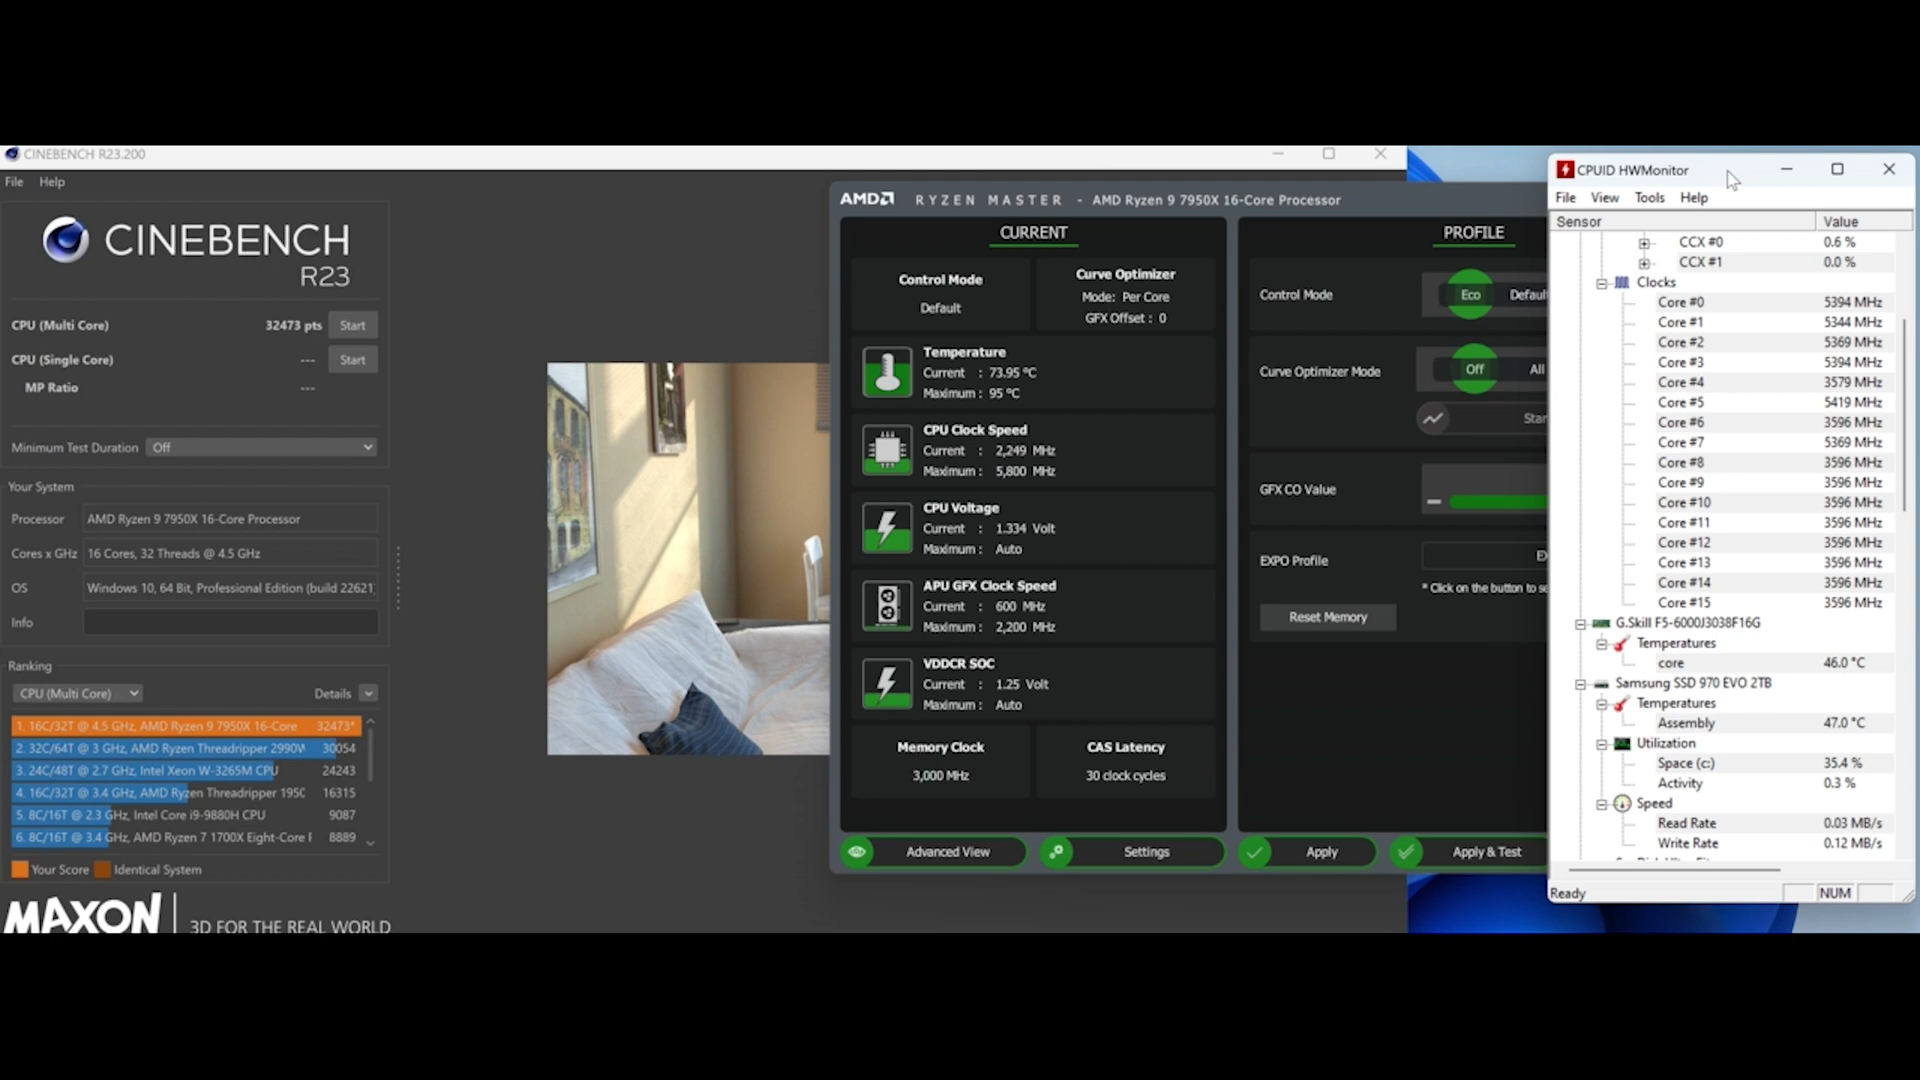 CINEBENCH R23.200
File Help
CINEBENCH
R23
CPU (Multi Core) 32473 pts Start
CPU (Single Core) --- Start
MP Ratio ---
Minimum Test Duration Off
Your System
Processor AMD Ryzen 9 7950X 16-Core Processor
Cores x GHz 16 Cores, 32 Threads @ 4.5 GHz
OS Windows 10, 64 Bit, Professional Edition (build 22621)
Info
Ranking
CPU (Multi Core) Details
1. 16C/32T @ 4.5 GHz, AMD Ryzen 9 7950X 16-Core 32473*
2. 32C/64T @ 3 GHz, AMD Ryzen Threadripper 2990W 30054
3. 24C/48T @ 2.7 GHz, Intel Xeon W-3265M CPU 24243
4. 16C/32T @ 3.4 GHz, AMD Ryzen Threadripper 1950 16315
5. 8C/16T @ 2.3 GHz, Intel Core i9-9880H CPU 9087
6. 8C/16T @ 3.4 GHz, AMD Ryzen 7 1700X Eight-Core 8889
Your Score Identical System
MAXON 3D FOR THE REAL WORLD
AMD RYZEN MASTER - AMD Ryzen 9 7950X 16-Core Processor
CURRENT
Control Mode
Default
Curve Optimizer
Mode: Per Core
GFX Offset : 0
Temperature
Current : 73.95 °C
Maximum : 95 °C
CPU Clock Speed
Current : 2,249 MHz
Maximum : 5,800 MHz
CPU Voltage
Current : 1.334 Volt
Maximum : Auto
APU GFX Clock Speed
Current : 600 MHz
Maximum : 2,200 MHz
VDDCR SOC
Current : 1.25 Volt
Maximum : Auto
Memory Clock
3,000 MHz
CAS Latency
30 clock cycles
PROFILE
Control Mode Eco Default
Curve Optimizer Mode Off All
Star
GFX CO Value
EXPO Profile
* Click on the button to se
Reset Memory
Advanced View Settings Apply Apply & Test
CPUID HWMonitor
File View Tools Help
Sensor Value
CCX #0 0.6 %
CCX #1 0.0 %
Clocks
Core #0 5394 MHz
Core #1 5344 MHz
Core #2 5369 MHz
Core #3 5394 MHz
Core #4 3579 MHz
Core #5 5419 MHz
Core #6 3596 MHz
Core #7 5369 MHz
Core #8 3596 MHz
Core #9 3596 MHz
Core #10 3596 MHz
Core #11 3596 MHz
Core #12 3596 MHz
Core #13 3596 MHz
Core #14 3596 MHz
Core #15 3596 MHz
G.Skill F5-6000J3038F16G
Temperatures
core 46.0 °C
Samsung SSD 970 EVO 2TB
Temperatures
Assembly 47.0 °C
Utilization
Space (c:) 35.4 %
Activity 0.3 %
Speed
Read Rate 0.03 MB/s
Write Rate 0.12 MB/s
Ready NUM